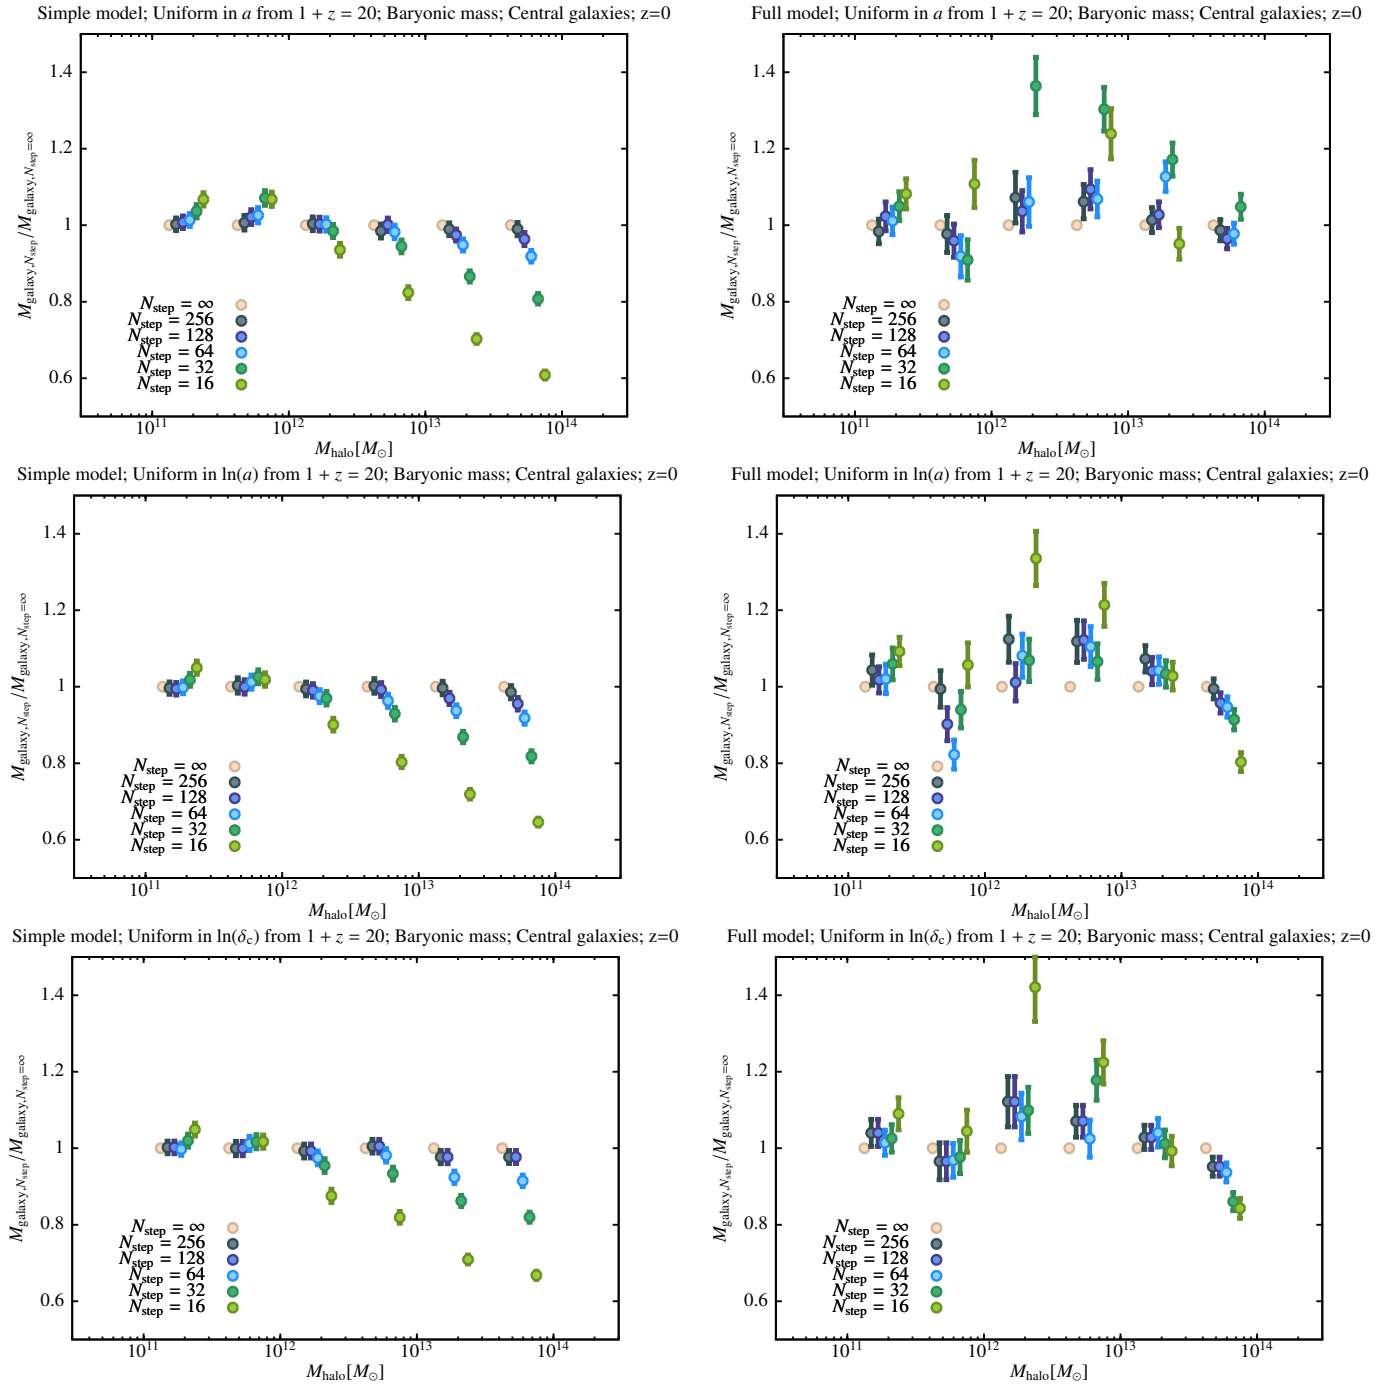 Simple model; Uniform in a from 1 + z = 20; Baryonic mass; Central galaxies; z=0
M_galaxy,N_step / M_galaxy,N_step=∞
1.4
1.2
1
0.8
0.6
N_step = ∞
N_step = 256
N_step = 128
N_step = 64
N_step = 32
N_step = 16
10^11 10^12 10^13 10^14
M_halo[M_⊙]
Full model; Uniform in a from 1 + z = 20; Baryonic mass; Central galaxies; z=0
M_galaxy,N_step / M_galaxy,N_step=∞
1.4
1.2
1
0.8
0.6
N_step = ∞
N_step = 256
N_step = 128
N_step = 64
N_step = 32
N_step = 16
10^11 10^12 10^13 10^14
M_halo[M_⊙]
Simple model; Uniform in ln(a) from 1 + z = 20; Baryonic mass; Central galaxies; z=0
M_galaxy,N_step / M_galaxy,N_step=∞
1.4
1.2
1
0.8
0.6
N_step = ∞
N_step = 256
N_step = 128
N_step = 64
N_step = 32
N_step = 16
10^11 10^12 10^13 10^14
M_halo[M_⊙]
Full model; Uniform in ln(a) from 1 + z = 20; Baryonic mass; Central galaxies; z=0
M_galaxy,N_step / M_galaxy,N_step=∞
1.4
1.2
1
0.8
0.6
N_step = ∞
N_step = 256
N_step = 128
N_step = 64
N_step = 32
N_step = 16
10^11 10^12 10^13 10^14
M_halo[M_⊙]
Simple model; Uniform in ln(δ_c) from 1 + z = 20; Baryonic mass; Central galaxies; z=0
M_galaxy,N_step / M_galaxy,N_step=∞
1.4
1.2
1
0.8
0.6
N_step = ∞
N_step = 256
N_step = 128
N_step = 64
N_step = 32
N_step = 16
10^11 10^12 10^13 10^14
M_halo[M_⊙]
Full model; Uniform in ln(δ_c) from 1 + z = 20; Baryonic mass; Central galaxies; z=0
M_galaxy,N_step / M_galaxy,N_step=∞
1.4
1.2
1
0.8
0.6
N_step = ∞
N_step = 256
N_step = 128
N_step = 64
N_step = 32
N_step = 16
10^11 10^12 10^13 10^14
M_halo[M_⊙]